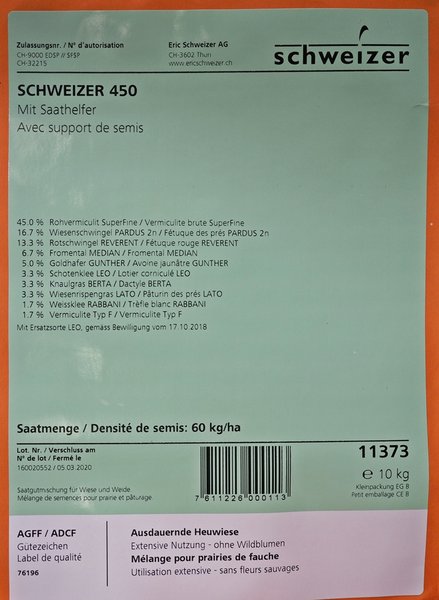 Zulassungsnr. / N° d'autorisation
CH-9000 EDSP // SFSP
CH-32215
Eric Schweizer AG
CH-3602 Thun
www.ericschweizer.ch
schweizer
SCHWEIZER 450
Mit Saathelfer
Avec support de semis
45.0 % Rohvermiculit SuperFine / Vermiculite brute SuperFine
16.7 % Wiesenschwingel PARDUS 2n / Fétuque des prés PARDUS 2n
13.3 % Rotschwingel REVERENT / Fétuque rouge REVERENT
6.7 % Fromental MEDIAN / Fromental MEDIAN
5.0 % Goldhafer GUNTHER / Avoine jaunâtre GUNTHER
3.3 % Schotenklee LEO / Lotier corniculé LEO
3.3 % Knaulgras BERTA / Dactyle BERTA
3.3 % Wiesenrispengras LATO / Pâturin des prés LATO
1.7 % Weissklee RABBANI / Trèfle blanc RABBANI
1.7 % Vermiculite Typ F / Vermiculite Typ F
Mit Ersatzsorte LEO, gemäss Bewilligung vom 17.10.2018
Saatmenge / Densité de semis: 60 kg/ha
Lot. Nr. / Verschluss am
N° de lot / Fermé le
160020552 / 05.03.2020
Saatgutmischung für Wiese und Weide
Mélange de semences pour prairie et pâturage.
7 611226 000113
11373
e 10 kg
Kleinpackung EG B
Petit emballage CE B
AGFF / ADCF
Gütezeichen
Label de qualité
76196
Ausdauernde Heuwiese
Extensive Nutzung - ohne Wildblumen
Mélange pour prairies de fauche
Utilisation extensive - sans fleurs sauvages